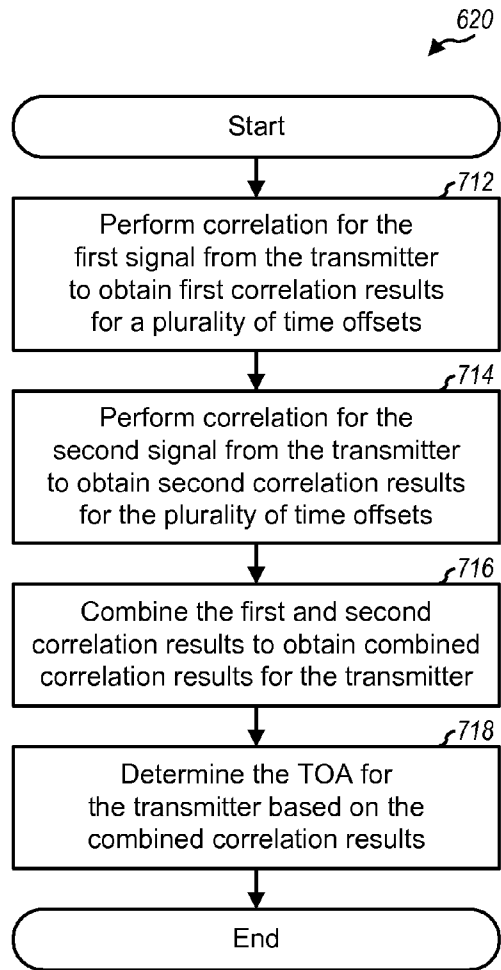 620
Start
712
Perform correlation for the
first signal from the transmitter
to obtain first correlation results
for a plurality of time offsets
714
Perform correlation for the
second signal from the transmitter
to obtain second correlation results
for the plurality of time offsets
716
Combine the first and second
correlation results to obtain combined
correlation results for the transmitter
718
Determine the TOA for
the transmitter based on the
combined correlation results
End